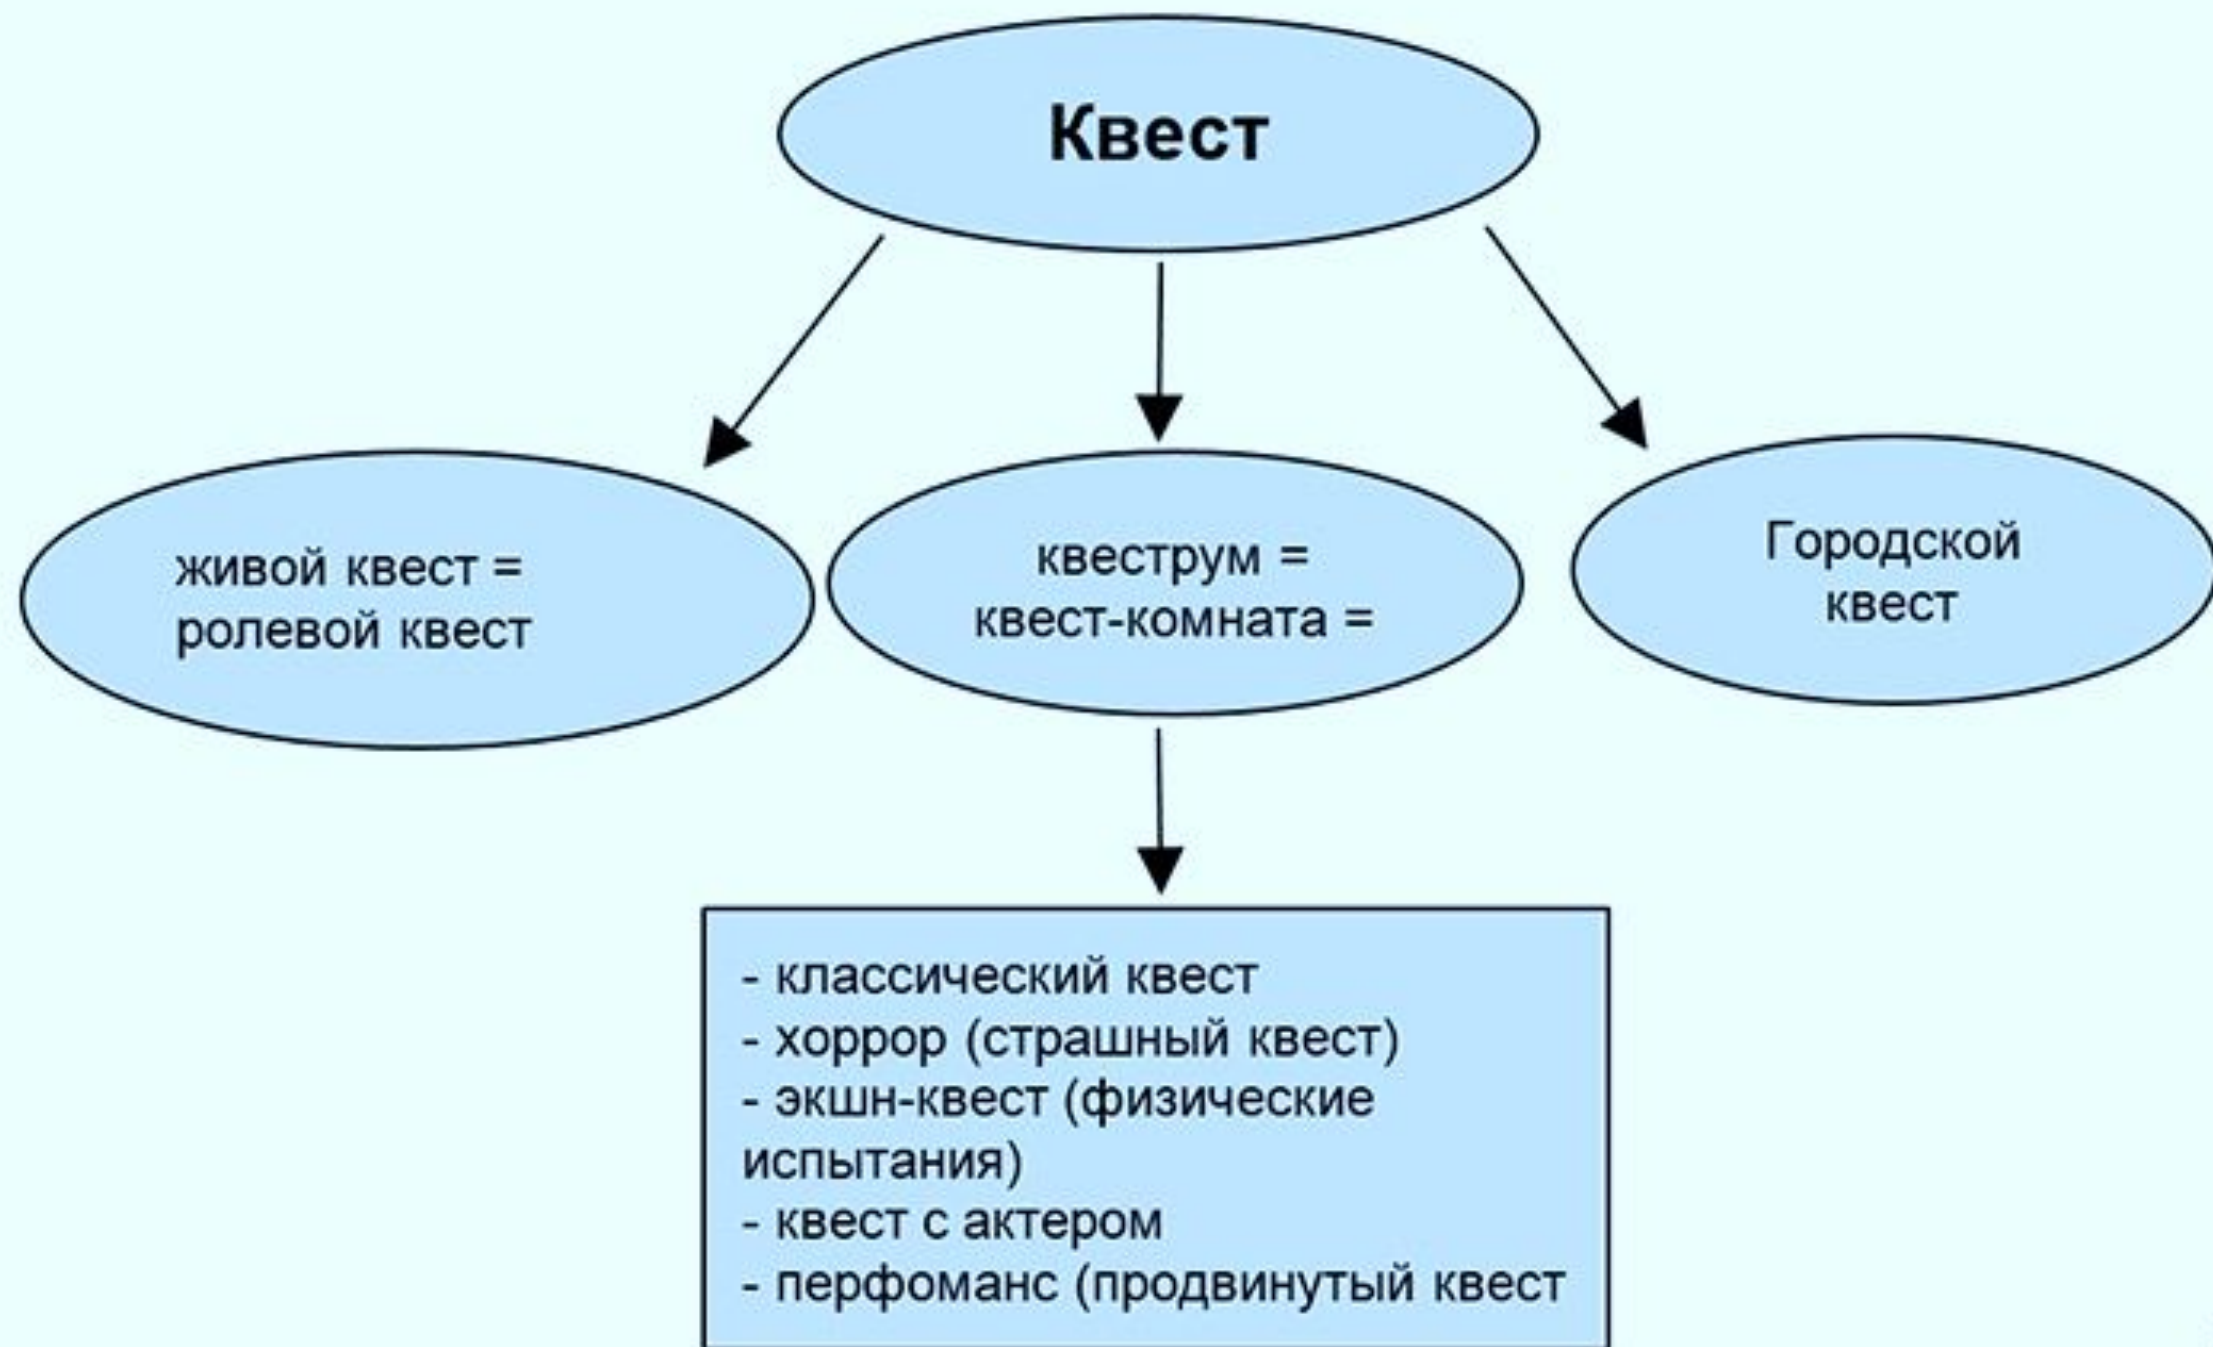 Квест
живой квест =
ролевой квест
квеструм =
квест-комната =
Городской
квест
- классический квест
- хоррор (страшный квест)
- экшн-квест (физические
испытания)
- квест с актером
- перфоманс (продвинутый квест